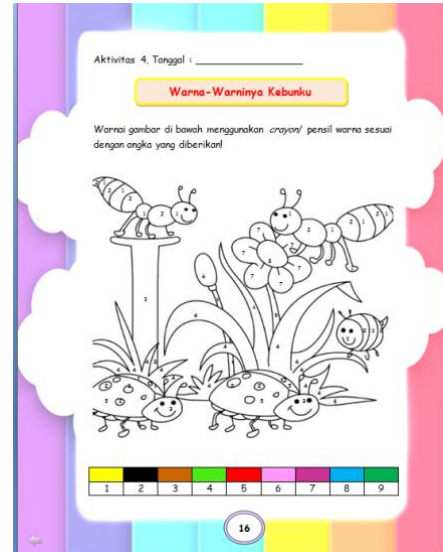 Aktivitas 4, Tanggal : ____________________
Warna-Warninya Kebunku
Warnai gambar di bawah menggunakan crayon/ pensil warna sesuai
dengan angka yang diberikan!
1 2 3 4 5 6 7 8 9
16